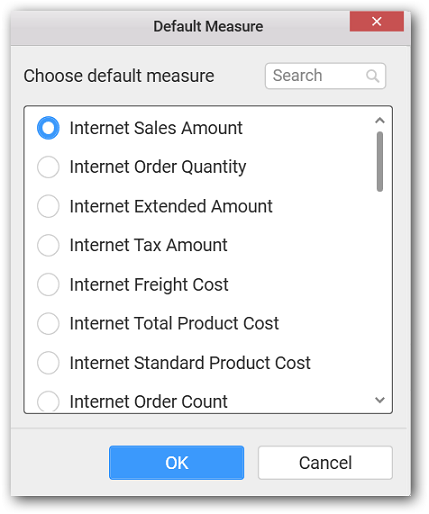 Default Measure
Choose default measure
Search
Internet Sales Amount
Internet Order Quantity
Internet Extended Amount
Internet Tax Amount
Internet Freight Cost
Internet Total Product Cost
Internet Standard Product Cost
Internet Order Count
OK
Cancel